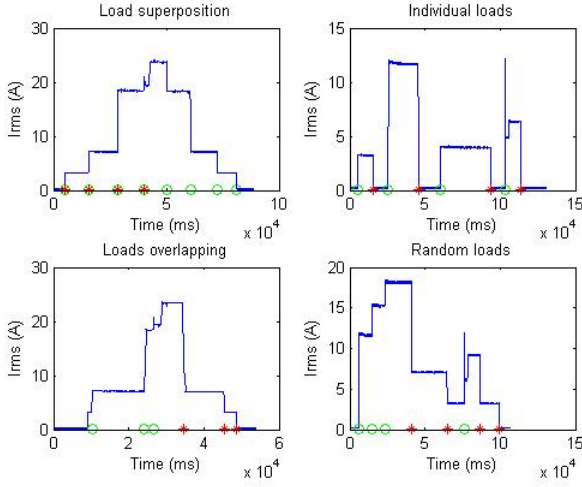 Load superposition
Irms (A)
30
20
10
0
0 5 10
Time (ms)
x 10^4
Individual loads
Irms (A)
15
10
5
0
0 5 10 15
Time (ms)
x 10^4
Loads overlapping
Irms (A)
30
20
10
0
0 2 4 6
Time (ms)
x 10^4
Random loads
Irms (A)
20
15
10
5
0
0 5 10 15
Time (ms)
x 10^4